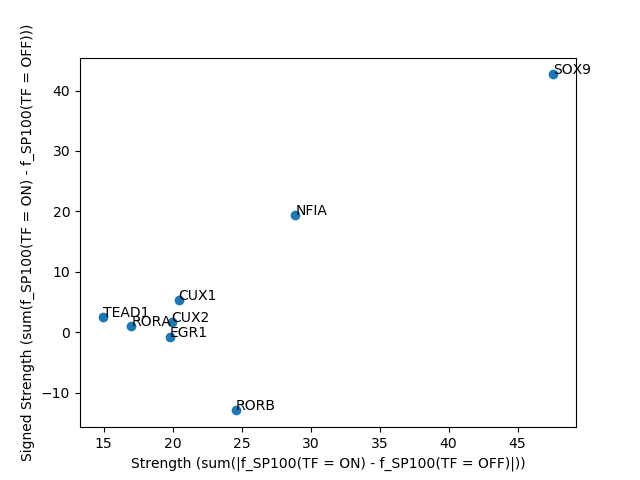 Signed Strength (sum(f_SP100(TF = ON) - f_SP100(TF = OFF)))
40
30
20
10
0
−10
SOX9
NFIA
CUX1
TEAD1
RORA
CUX2
EGR1
RORB
15
20
25
30
35
40
45
Strength (sum(|f_SP100(TF = ON) - f_SP100(TF = OFF)|))